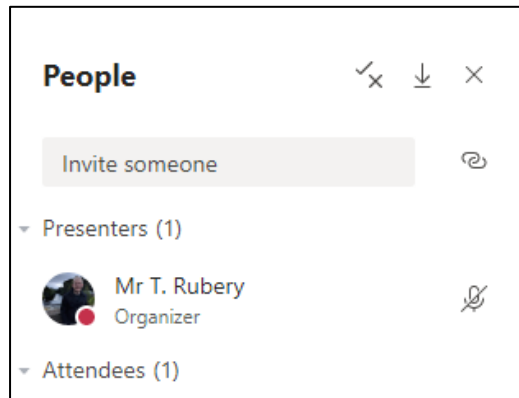 People
Invite someone
Presenters (1)
Mr T. Rubery
Organizer
Attendees (1)